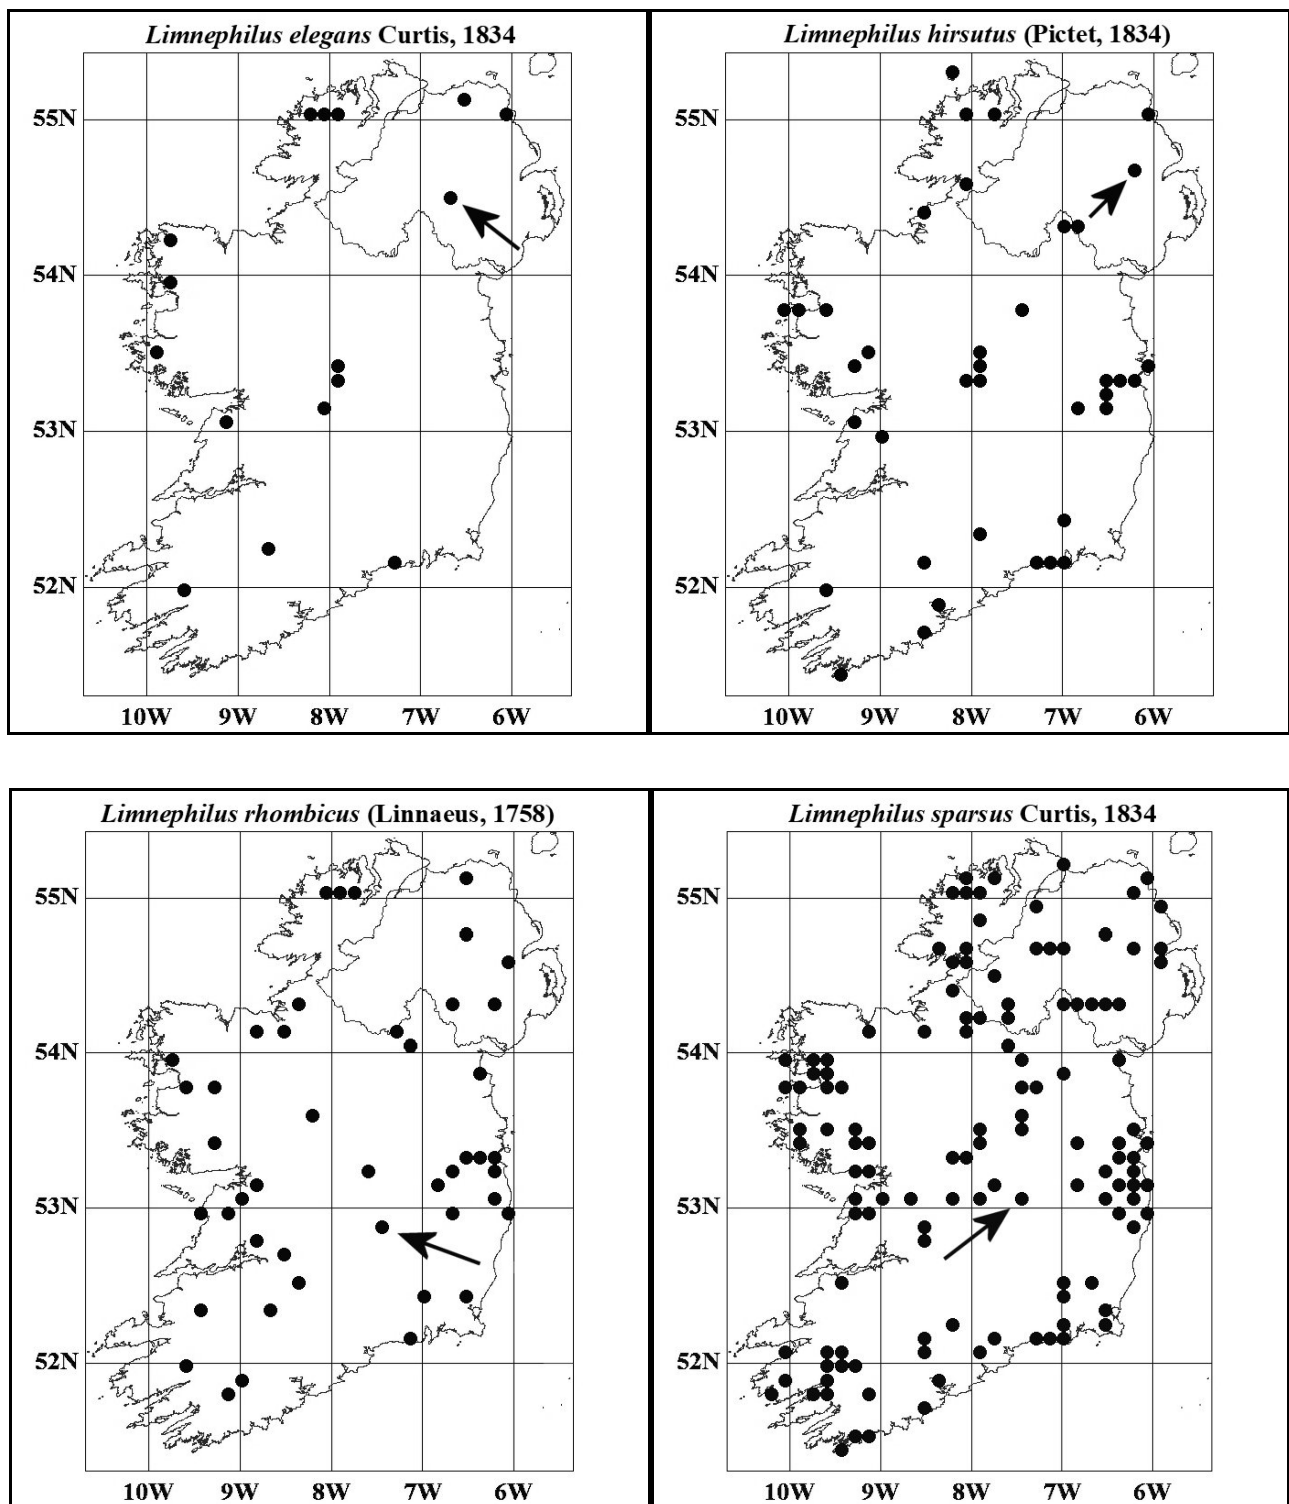 Limnephilus elegans Curtis, 1834
55N
54N
53N
52N
10W 9W 8W 7W 6W
Limnephilus hirsutus (Pictet, 1834)
55N
54N
53N
52N
10W 9W 8W 7W 6W
Limnephilus rhombicus (Linnaeus, 1758)
55N
54N
53N
52N
10W 9W 8W 7W 6W
Limnephilus sparsus Curtis, 1834
55N
54N
53N
52N
10W 9W 8W 7W 6W